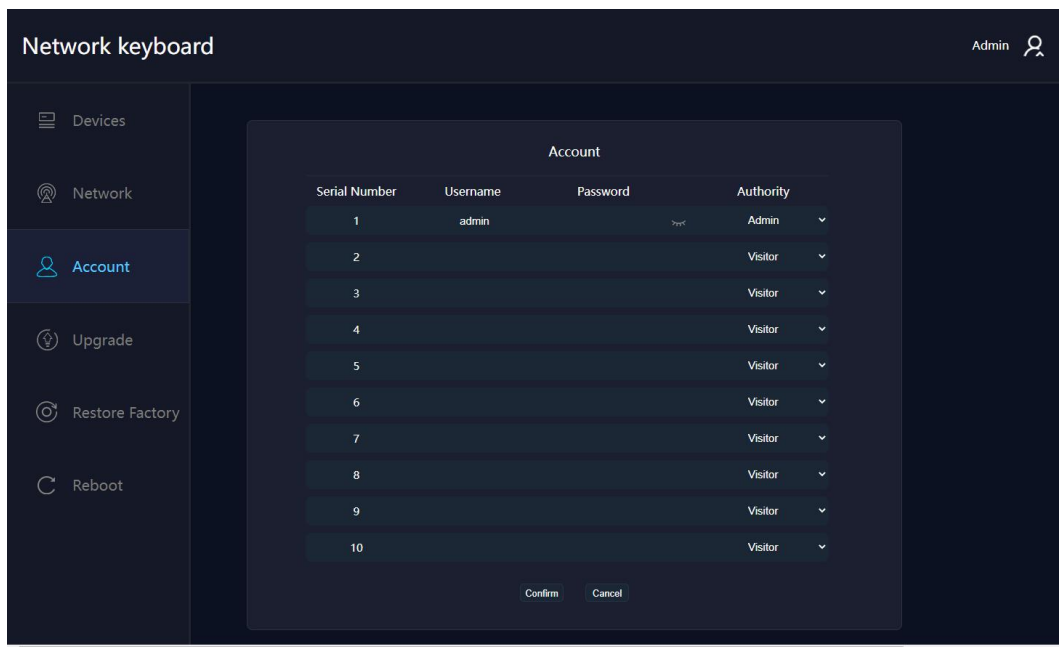 Network keyboard
Admin
Devices
Network
Account
Upgrade
Restore Factory
Reboot
Account
Serial Number Username Password Authority
1 admin Admin
2 Visitor
3 Visitor
4 Visitor
5 Visitor
6 Visitor
7 Visitor
8 Visitor
9 Visitor
10 Visitor
Confirm Cancel